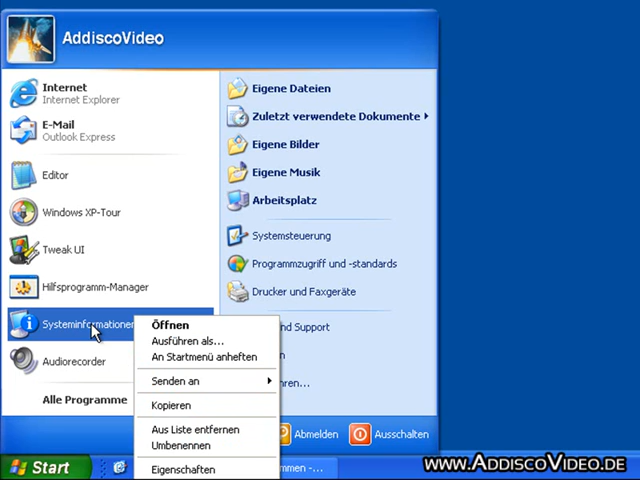 AddiscoVideo
Internet
Internet Explorer
E-Mail
Outlook Express
Editor
Windows XP-Tour
Tweak UI
Hilfsprogramm-Manager
Systeminformationen
Audiorecorder
Alle Programme
Eigene Dateien
Zuletzt verwendete Dokumente
Eigene Bilder
Eigene Musik
Arbeitsplatz
Systemsteuerung
Programmzugriff und -standards
Drucker und Faxgeräte
und Support
Öffnen
Ausführen als...
An Startmenü anheften
Senden an
Kopieren
Aus Liste entfernen
Umbenennen
Eigenschaften
Abmelden
Ausschalten
Start
www.AddiscoVideo.de